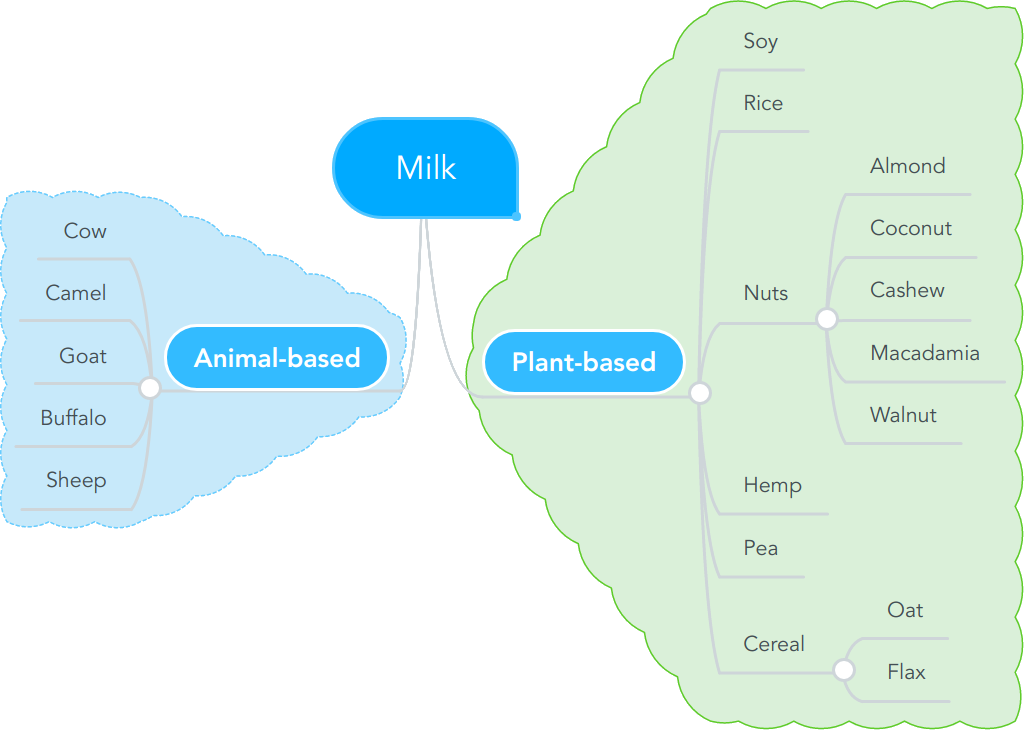 Milk
Animal-based
Cow
Camel
Goat
Buffalo
Sheep
Plant-based
Soy
Rice
Nuts
Almond
Coconut
Cashew
Macadamia
Walnut
Hemp
Pea
Cereal
Oat
Flax